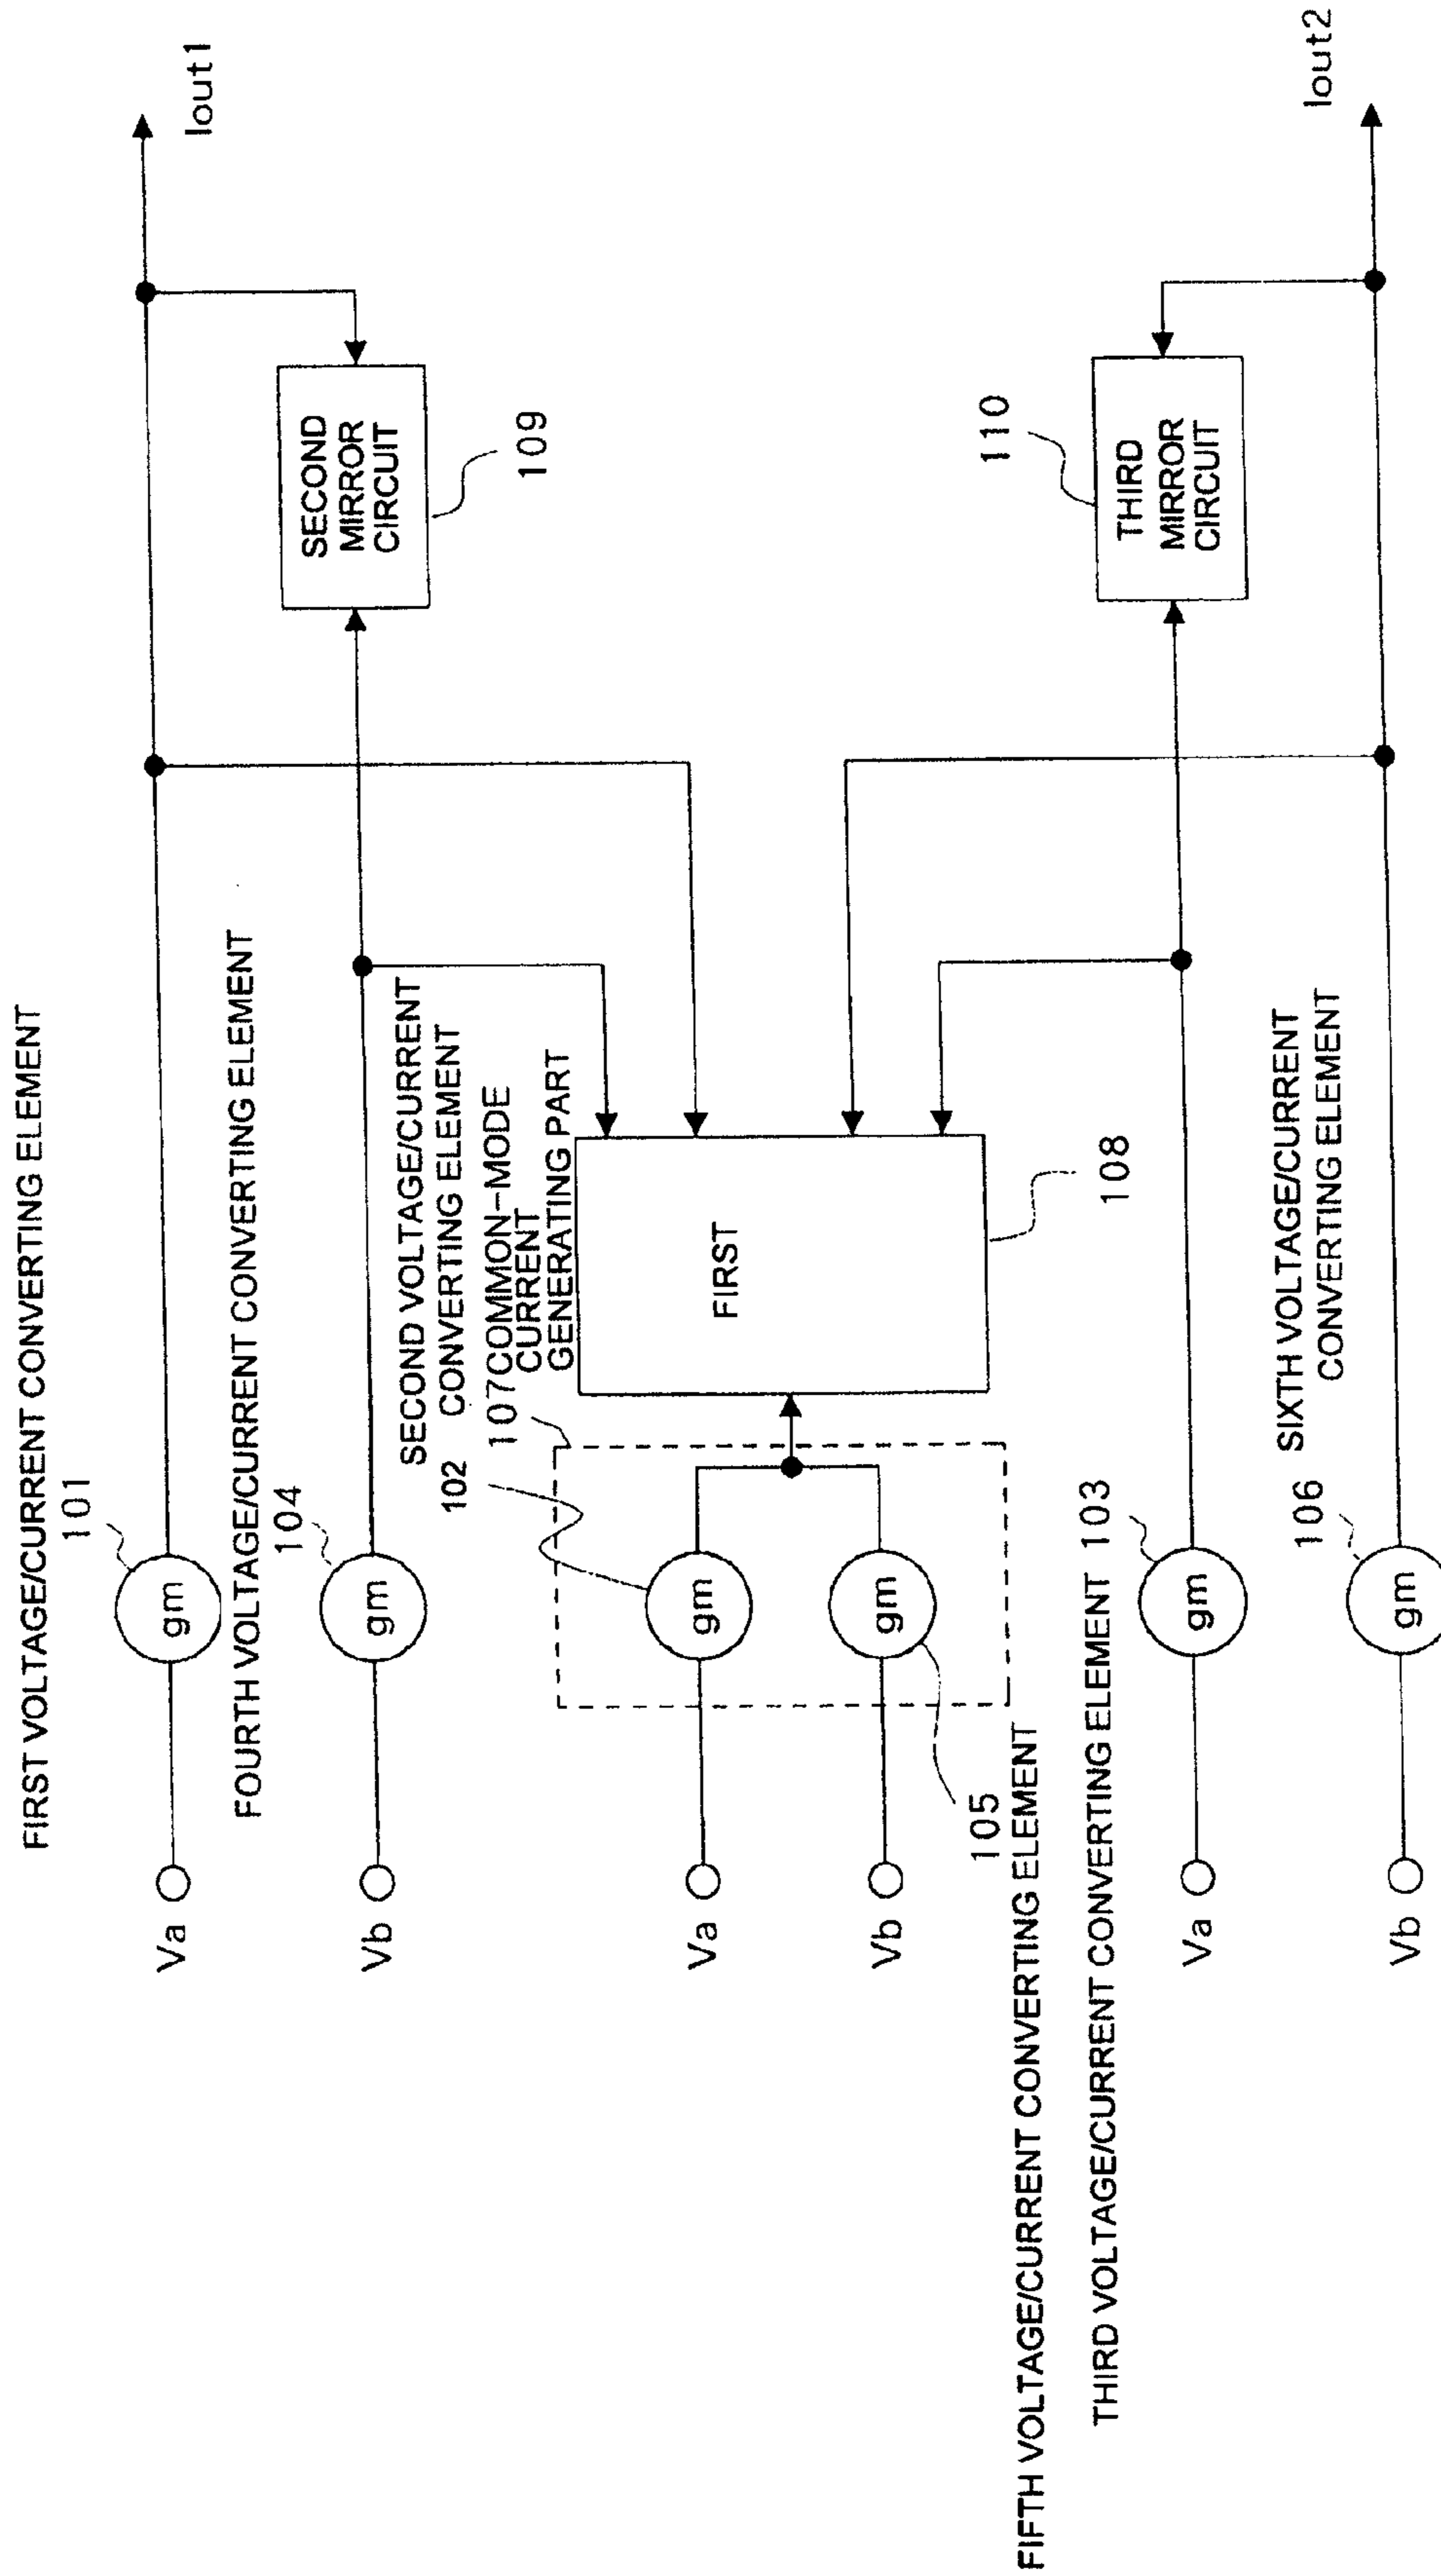 FIRST VOLTAGE/CURRENT CONVERTING ELEMENT
101
Va
gm
Iout1
FOURTH VOLTAGE/CURRENT CONVERTING ELEMENT
104
Vb
gm
SECOND
MIRROR
CIRCUIT
109
SECOND VOLTAGE/CURRENT
CONVERTING ELEMENT
102
107COMMON-MODE
CURRENT
GENERATING PART
Va
gm
FIRST
108
Vb
gm
105
FIFTH VOLTAGE/CURRENT CONVERTING ELEMENT
THIRD VOLTAGE/CURRENT CONVERTING ELEMENT 103
Va
gm
110
THIRD
MIRROR
CIRCUIT
SIXTH VOLTAGE/CURRENT
CONVERTING ELEMENT
106
Vb
gm
Iout2